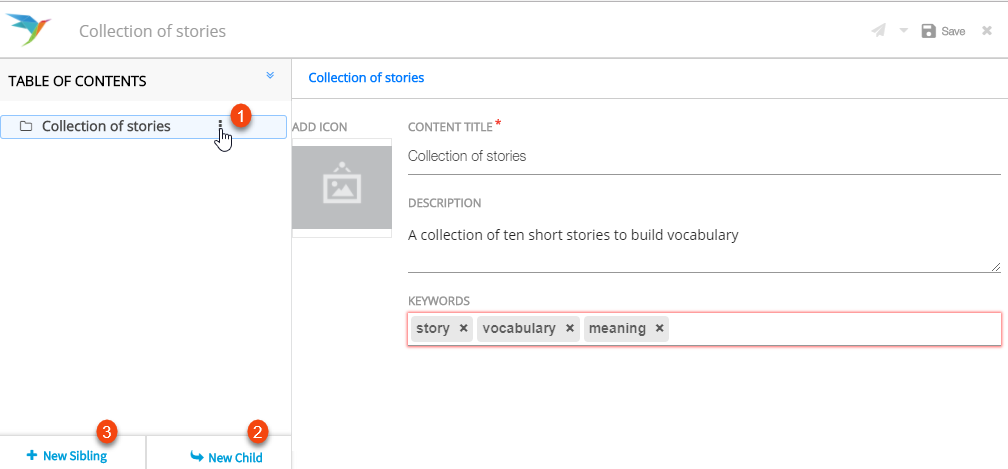 Collection of stories
Save
TABLE OF CONTENTS
Collection of stories
1
Collection of stories
ADD ICON
CONTENT TITLE*
Collection of stories
DESCRIPTION
A collection of ten short stories to build vocabulary
KEYWORDS
story × vocabulary × meaning ×
3
2
+ New Sibling
New Child